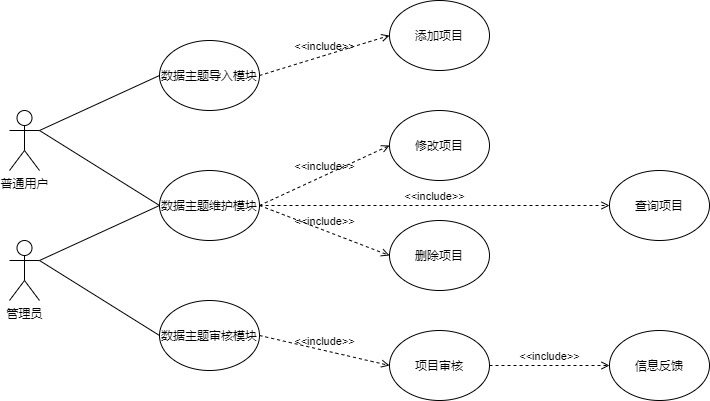 添加项目
<<include>>
数据主题导入模块
修改项目
<<include>>
普通用户
数据主题维护模块
<<include>>
查询项目
<<include>>
删除项目
管理员
数据主题审核模块
<<include>>
项目审核
<<include>>
信息反馈